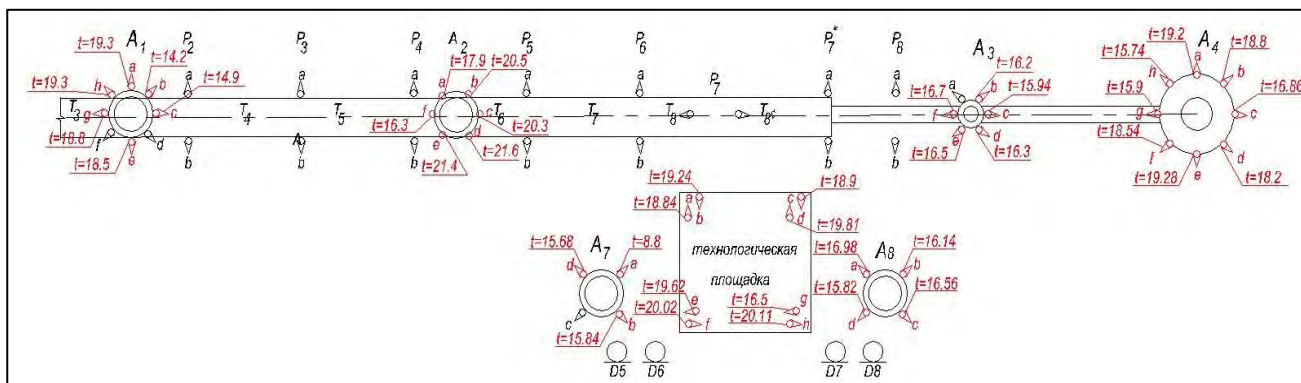 t=19.3 A1 P2 P3 P4 A2 P5 P6 P7* P8 A3 t=19.2 A4
t=14.2 t=17.9 t=20.5 t=16.2 t=15.74 t=18.8
t=19.3 h a b t=14.9 a a a a b a a P7 a a t=16.7 a b t=15.94 t=15.9 h a b t=16.86
T3 g c T4 T5 f c T6 T7 T8 T8' f c g c
t=18.8 f e d A t=16.3 e d t=20.3 e d t=18.54 f e d
t=18.5 b b b t=21.4 t=21.6 b b b b t=16.5 t=16.3 t=19.28 t=18.2
t=19.24 t=18.9
t=18.84 a b c d
t=19.81
A7 A8
t=15.68 t=8.8 технологическая t=16.98 t=16.14
d a площадка a b
t=19.62 t=16.5 t=15.82 t=16.56
c b e g d c
t=20.02 f t=20.11 h
t=15.84
D5 D6 D7 D8